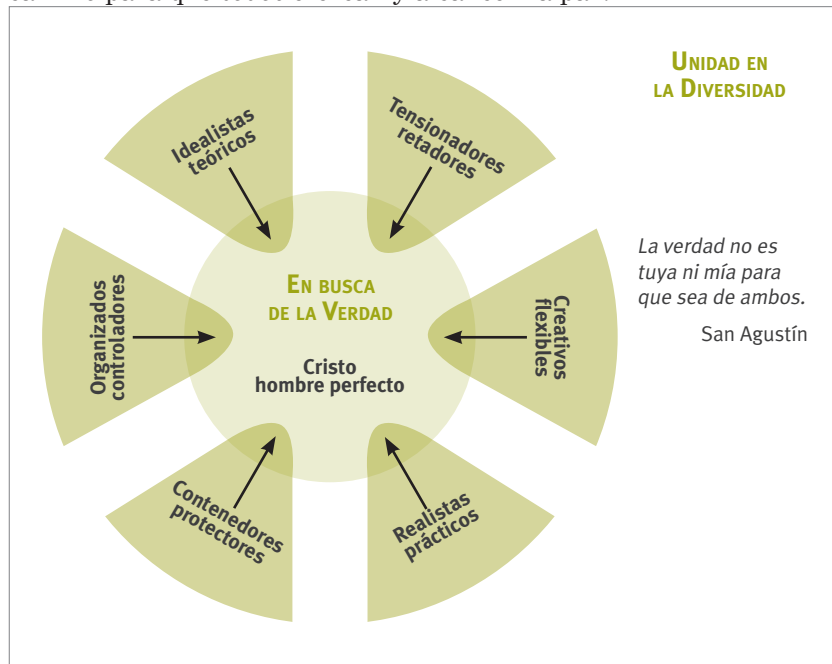 UNIDAD EN
LA DIVERSIDAD
Idealistas
teóricos
Tensionadores
retadores
Organizados
controladores
EN BUSCA
DE LA VERDAD
Cristo
hombre perfecto
Creativos
flexibles
Contenedores
protectores
Realistas
prácticos
La verdad no es
tuya ni mía para
que sea de ambos.
San Agustín